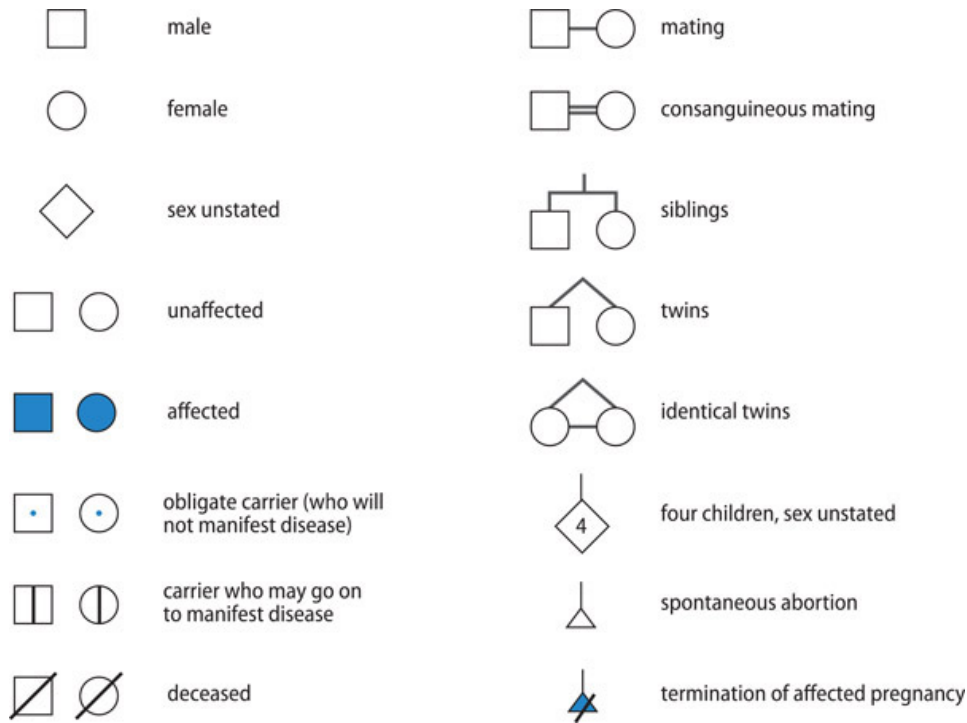 male
female
sex unstated
unaffected
affected
obligate carrier (who will
not manifest disease)
carrier who may go on
to manifest disease
deceased
mating
consanguineous mating
siblings
twins
identical twins
4
four children, sex unstated
spontaneous abortion
termination of affected pregnancy